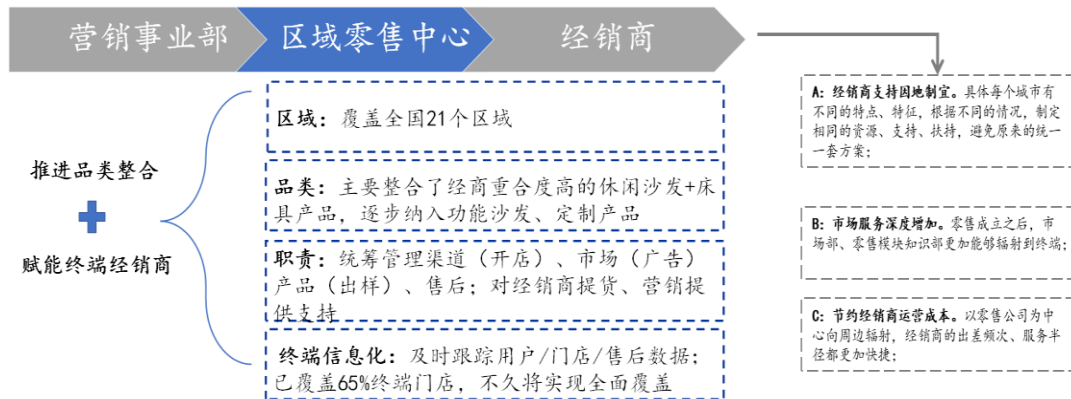 营销事业部
区域零售中心
经销商
推进品类整合
赋能终端经销商
区域：覆盖全国21个区域
品类：主要整合了经商重合度高的休闲沙发+床
具产品，逐步纳入功能沙发、定制产品
职责：统筹管理渠道（开店）、市场（广告）
产品（出样）、售后；对经销商提货、营销提
供支持
终端信息化：及时跟踪用户/门店/售后数据；
已覆盖65%终端门店，不久将实现全面覆盖
A：经销商支持因地制宜。具体每个城市有
不同的特点、特征，根据不同的情况，制定
相同的资源、支持、扶持，避免原来的统一
一套方案；
B：市场服务深度增加。零售成立之后，市
场部、零售模块知识部更加能够辐射到终端；
C：节约经销商运营成本。以零售公司为中
心向周边辐射，经销商的出差频次、服务半
径都更加快捷；